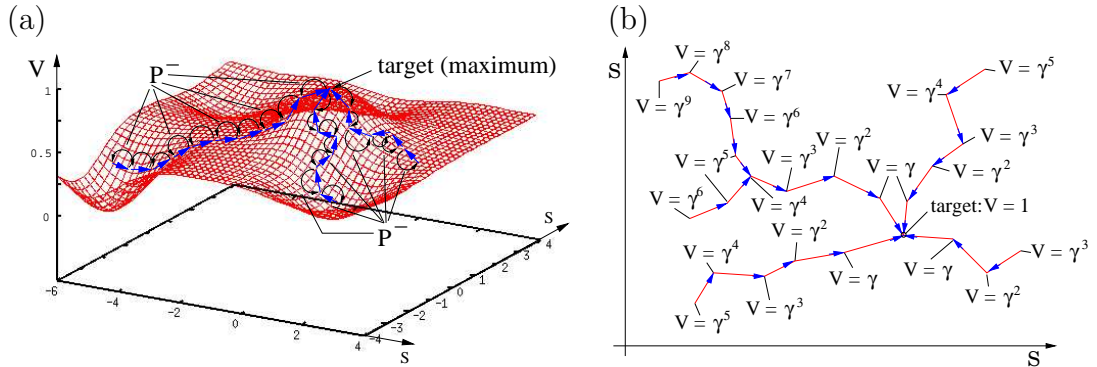 (a)
V
P⁻
target (maximum)
1
0.5
0
-6
-4
-2
0
2
4
-4
-3
-2
-1
0
1
2
3
4
S
S
P⁻
(b)
S
V = γ⁸
V = γ⁷
V = γ⁹
V = γ⁶
V = γ⁵
V = γ³
V = γ²
V = γ
V = γ⁶
V = γ⁴
V = γ⁴
V = γ⁵
V = γ³
V = γ²
target:V = 1
V = γ⁴
V = γ²
V = γ
V = γ³
V = γ⁵
V = γ
V = γ³
V = γ²
S